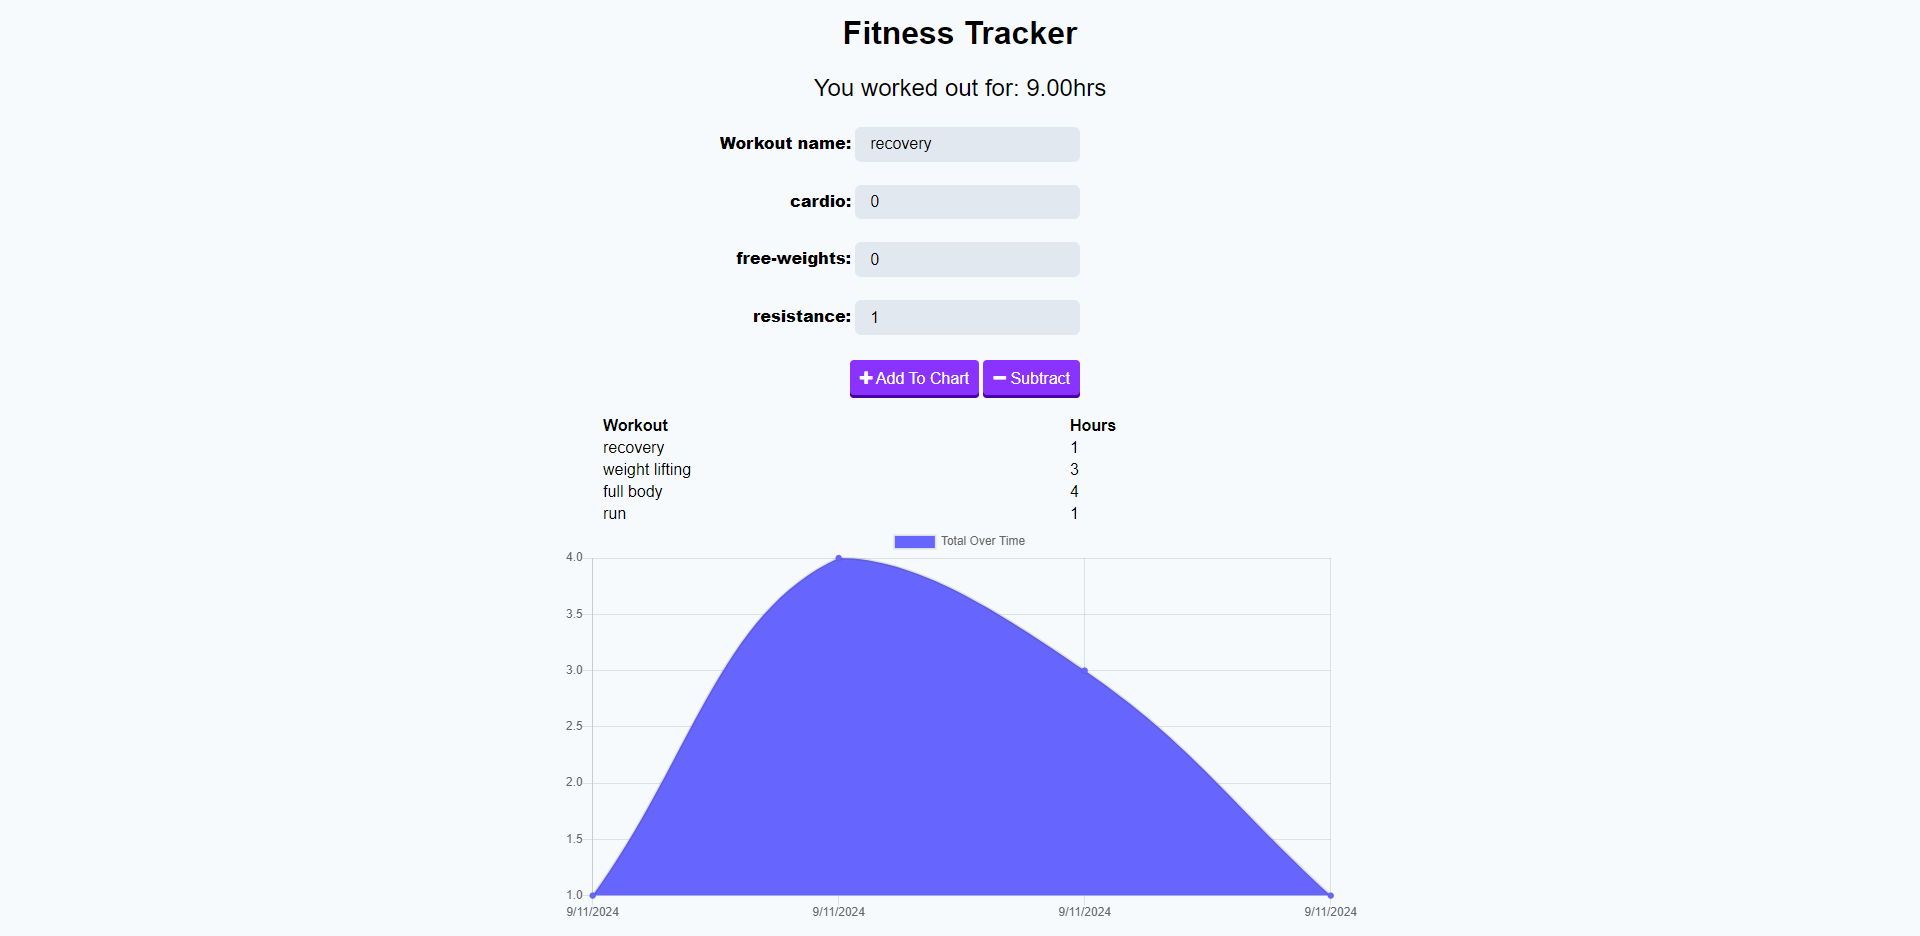 Fitness Tracker
You worked out for: 9.00hrs
Workout name: recovery
cardio: 0
free-weights: 0
resistance: 1
Add To Chart Subtract
Workout Hours
recovery 1
weight lifting 3
full body 4
run 1
Total Over Time
4.0
3.5
3.0
2.5
2.0
1.5
1.0
9/11/2024 9/11/2024 9/11/2024 9/11/2024